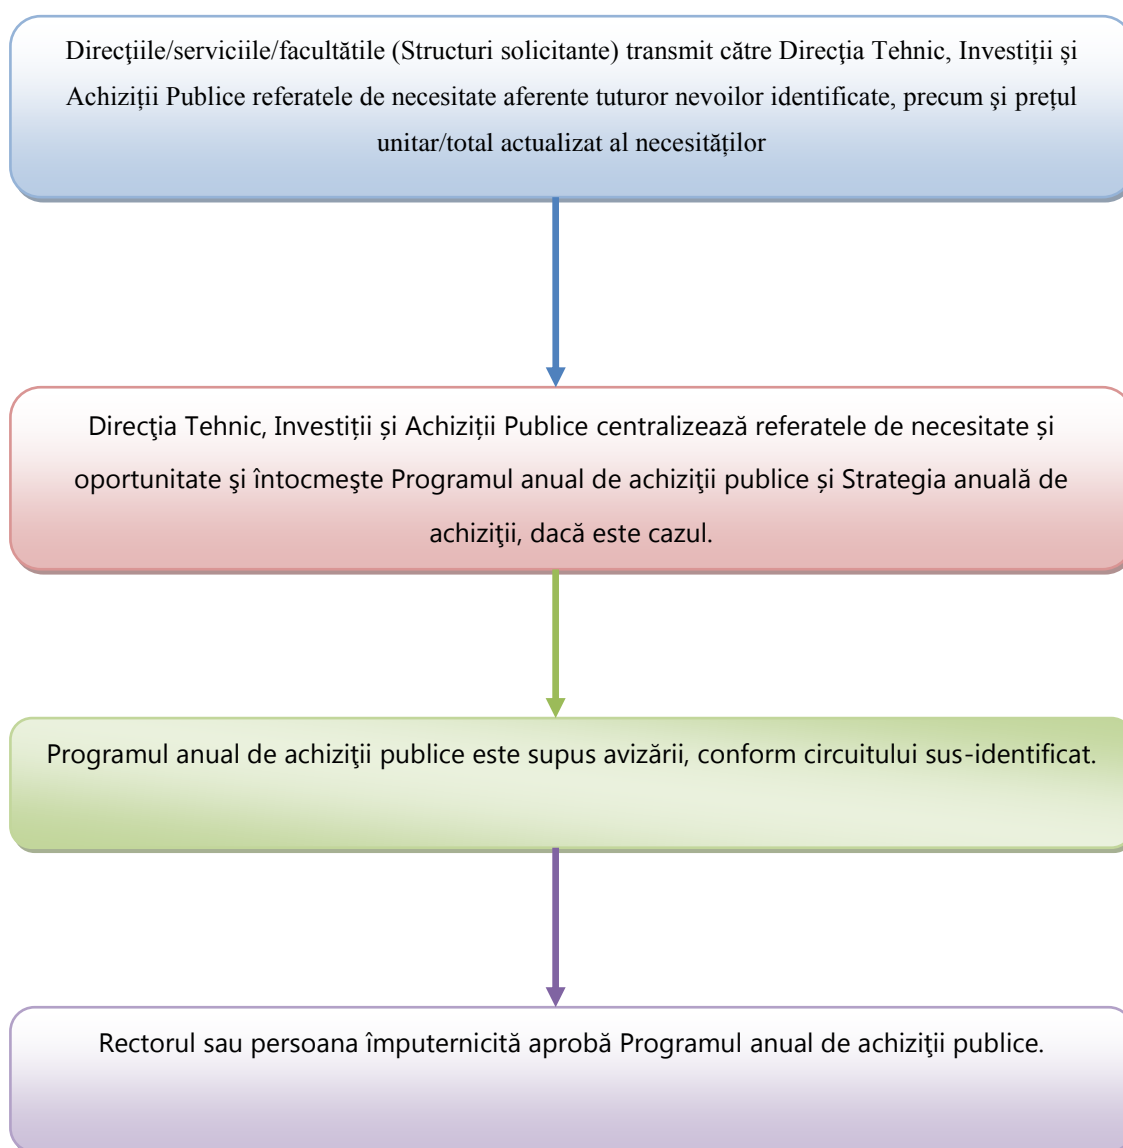 Direcţiile/serviciile/facultătile (Structuri solicitante) transmit către Direcţia Tehnic, Investiții și
Achiziții Publice referatele de necesitate aferente tuturor nevoilor identificate, precum şi prețul
unitar/total actualizat al necesităților
Direcţia Tehnic, Investiții și Achiziții Publice centralizează referatele de necesitate și
oportunitate şi întocmeşte Programul anual de achiziţii publice și Strategia anuală de
achiziţii, dacă este cazul.
Programul anual de achiziţii publice este supus avizării, conform circuitului sus-identificat.
Rectorul sau persoana împuternicită aprobă Programul anual de achiziţii publice.